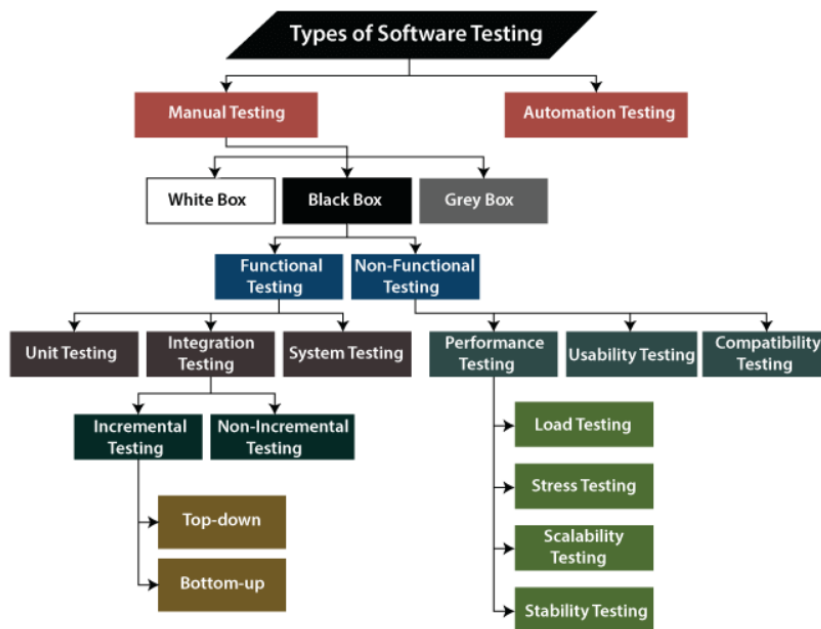 Types of Software Testing
Manual Testing
Automation Testing
White Box
Black Box
Grey Box
Functional
Testing
Non-Functional
Testing
Unit Testing
Integration
Testing
System Testing
Performance
Testing
Usability Testing
Compatibility
Testing
Incremental
Testing
Non-Incremental
Testing
Load Testing
Stress Testing
Top-down
Scalability
Testing
Bottom-up
Stability Testing